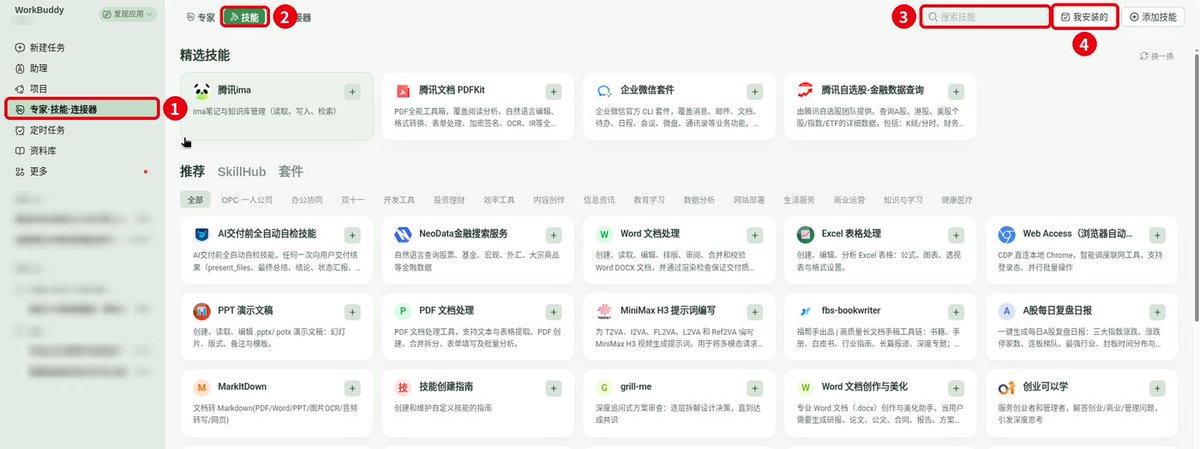 WorkBuddy
发现应用
新建任务
助理
项目
专家·技能·连接器
定时任务
资料库
更多
1
专家
技能
2
接器
3
搜索技能
我安装的
添加技能
4
精选技能
换一换
腾讯ima
ima笔记与知识库管理（读取、写入、检索）
腾讯文档 PDFKit
PDF全能工具箱，覆盖阅读分析、自然语言编辑、
格式转换、表单处理、加密签名、OCR、IR等全...
企业微信套件
企业微信官方 CLI 套件，覆盖消息、邮件、文档、
待办、日程、会议、微盘、通讯录等业务功能。...
腾讯自选股-金融数据查询
由腾讯自选股团队提供。查询A股、港股、美股个
股/指数/ETF的详细数据，包括：K线/分时、财务...
推荐
SkillHub
套件
全部
OPC·一人公司
办公协同
双十一
开发工具
投资理财
效率工具
内容创作
信息资讯
教育学习
数据分析
网站部署
生活服务
商业运营
知识与学习
健康医疗
AI交付前全自动自检技能
AI交付前全自动自检技能。任何一次向用户交付结
果（present_files、最终总结、结论、状态汇报、...
NeoData金融搜索服务
自然语言查询股票、基金、宏观、外汇、大宗商品
等金融数据
W
Word 文档处理
创建、读取、编辑、排版、审阅、合并和校验
Word DOCX 文档，并通过渲染检查保证交付质...
Excel 表格处理
创建、编辑、分析 Excel 表格：公式、图表、透视
表与格式设置。
Web Access（浏览器自动...
CDP 直连本地 Chrome，智能调度联网工具，支持
登录态、并行批量操作
PPT 演示文稿
创建、读取、编辑 .pptx/.potx 演示文稿：幻灯
片、版式、备注与模板。
P
PDF 文档处理
PDF 文档处理工具，支持文本与表格提取、PDF 创
建、合并拆分、表单填写及批量分析。
MiniMax H3 提示词编写
为 T2VA、I2VA、FL2VA、L2VA 和 Ref2VA 编写
MiniMax H3 视频生成提示词。用于将多模态请求...
fbs-bookwriter
福帮手出品 | 高质量长文档手稿工具链：书籍、手
册、白皮书、行业指南、长篇报道、深度专题；...
A
A股每日复盘日报
一键生成每日A股复盘日报：三大指数涨跌、涨跌
停家数、连板梯队、最强行业、封板时间分布与...
M
MarkItDown
文档转 Markdown(PDF/Word/PPT/图片OCR/音频
转写/网页)
技
技能创建指南
创建和维护自定义技能的指南
G
grill-me
深度追问式方案审查：逐层拆解设计决策，直到达
成共识
W
Word 文档创作与美化
专业 Word 文档（.docx）创作与美化助手。当用户
需要生成研报、论文、公文、合同、报告、方案...
创业可以学
服务创业者和管理者，解答创业/商业/管理问题，
引发深度思考